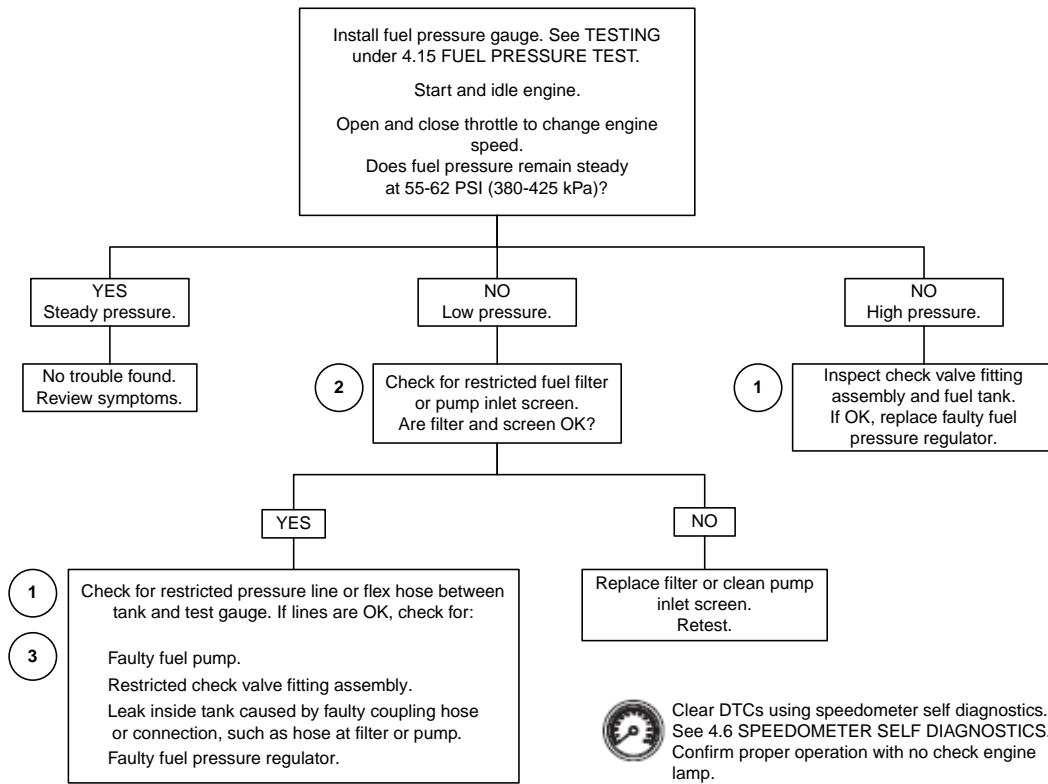 Install fuel pressure gauge. See TESTING
under 4.15 FUEL PRESSURE TEST.
Start and idle engine.
Open and close throttle to change engine
speed.
Does fuel pressure remain steady
at 55-62 PSI (380-425 kPa)?
YES
Steady pressure.
NO
Low pressure.
NO
High pressure.
No trouble found.
Review symptoms.
2
Check for restricted fuel filter
or pump inlet screen.
Are filter and screen OK?
1
Inspect check valve fitting
assembly and fuel tank.
If OK, replace faulty fuel
pressure regulator.
YES
NO
1
3
Check for restricted pressure line or flex hose between
tank and test gauge. If lines are OK, check for:
Faulty fuel pump.
Restricted check valve fitting assembly.
Leak inside tank caused by faulty coupling hose
or connection, such as hose at filter or pump.
Faulty fuel pressure regulator.
Replace filter or clean pump
inlet screen.
Retest.
Clear DTCs using speedometer self diagnostics.
See 4.6 SPEEDOMETER SELF DIAGNOSTICS.
Confirm proper operation with no check engine
lamp.